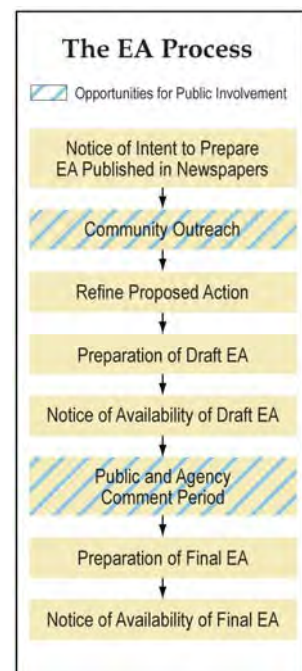 The EA Process
Opportunities for Public Involvement
Notice of Intent to Prepare
EA Published in Newspapers
Community Outreach
Refine Proposed Action
Preparation of Draft EA
Notice of Availability of Draft EA
Public and Agency
Comment Period
Preparation of Final EA
Notice of Availability of Final EA